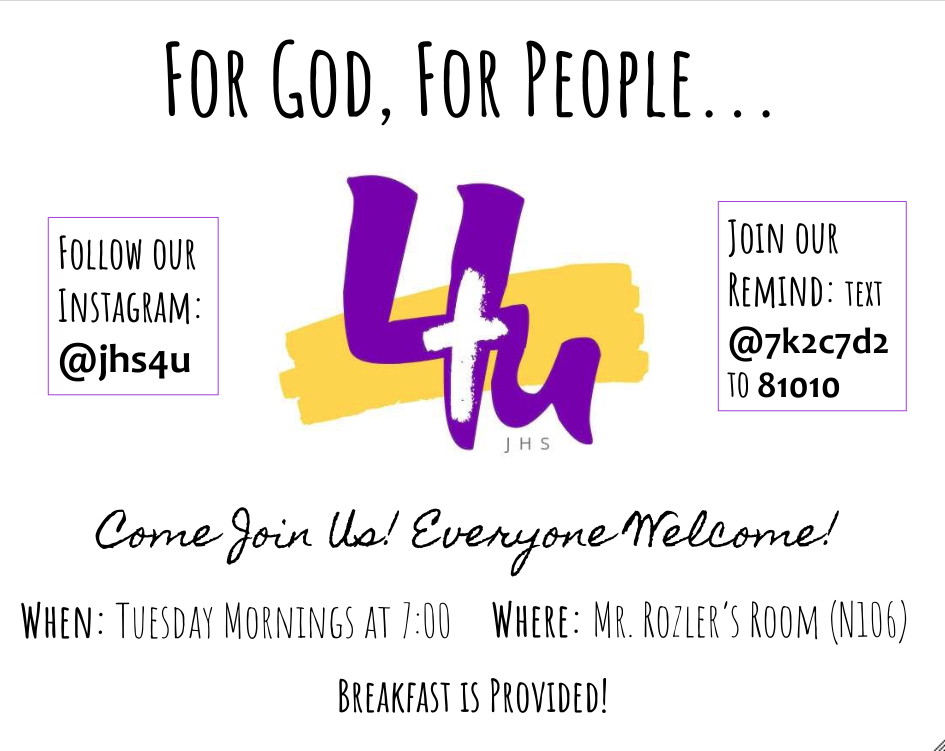 For God, For People...
Follow our
Instagram:
@jhs4u
4u
JHS
Join our
Remind: text
@7k2c7d2
to 81010
Come Join Us! Everyone Welcome!
When: Tuesday Mornings at 7:00 Where: Mr. Rozler's Room (N106)
Breakfast is Provided!